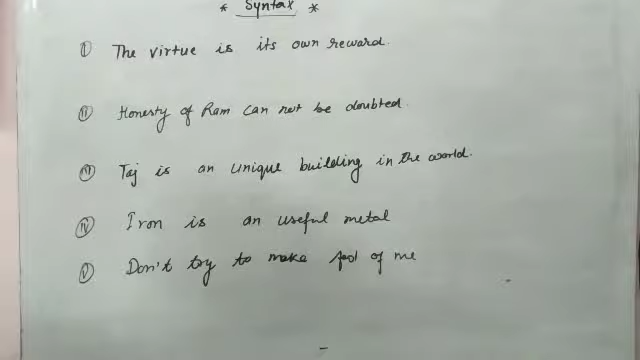 * Syntax *
I The virtue is its own reward.
II Honesty of Ram can not be doubted.
III Taj is an unique building in the world.
IV Iron is an useful metal
V Don't try to make fool of me